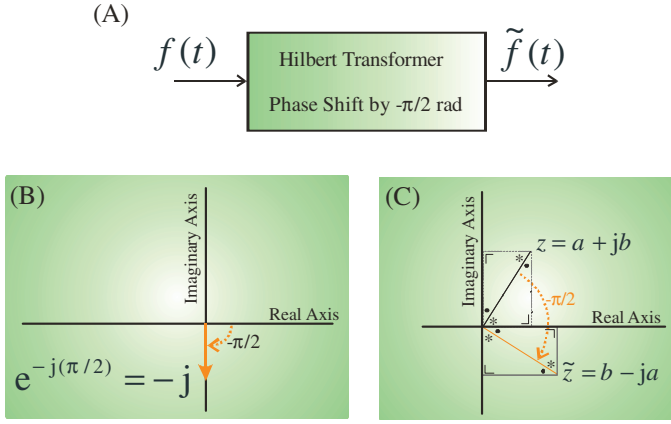 (A)
f(t)
Hilbert Transformer
Phase Shift by -π/2 rad
f̃(t)
(B)
Imaginary Axis
Real Axis
-π/2
e^{-j(π/2)} = -j
(C)
Imaginary Axis
z = a + jb
-π/2
Real Axis
z̃ = b - ja